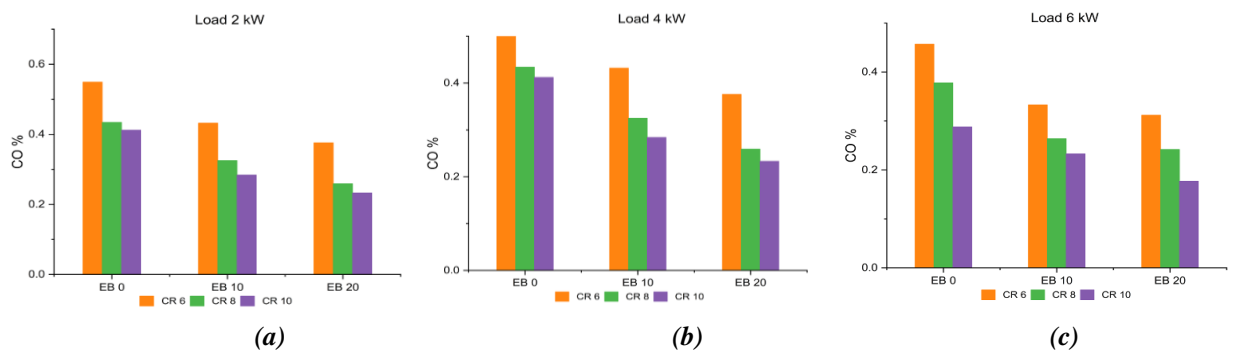 Load 2 kW
CO %
0.6
0.4
0.2
0.0
EB 0 EB 10 EB 20
CR 6 CR 8 CR 10
(a)
Load 4 kW
CO %
0.4
0.2
0.0
EB 0 EB 10 EB 20
CR 6 CR 8 CR 10
(b)
Load 6 kW
CO %
0.4
0.2
0.0
EB 0 EB 10 EB 20
CR 6 CR 8 CR 10
(c)